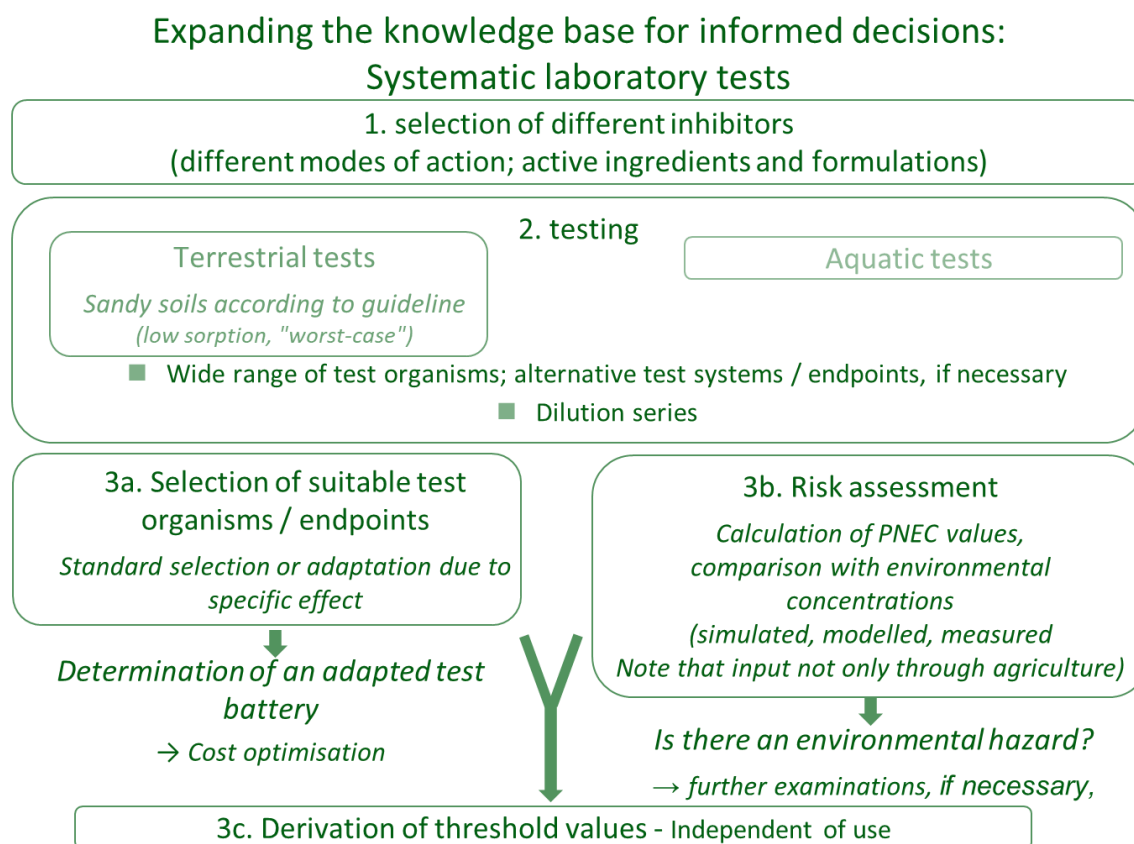 Expanding the knowledge base for informed decisions:
Systematic laboratory tests
1. selection of different inhibitors
(different modes of action; active ingredients and formulations)
2. testing
Terrestrial tests
Sandy soils according to guideline
(low sorption, "worst-case")
Aquatic tests
Wide range of test organisms; alternative test systems / endpoints, if necessary
Dilution series
3a. Selection of suitable test
organisms / endpoints
Standard selection or adaptation due to
specific effect
Determination of an adapted test
battery
→ Cost optimisation
3b. Risk assessment
Calculation of PNEC values,
comparison with environmental
concentrations
(simulated, modelled, measured
Note that input not only through agriculture)
Is there an environmental hazard?
→ further examinations, if necessary,
3c. Derivation of threshold values - Independent of use